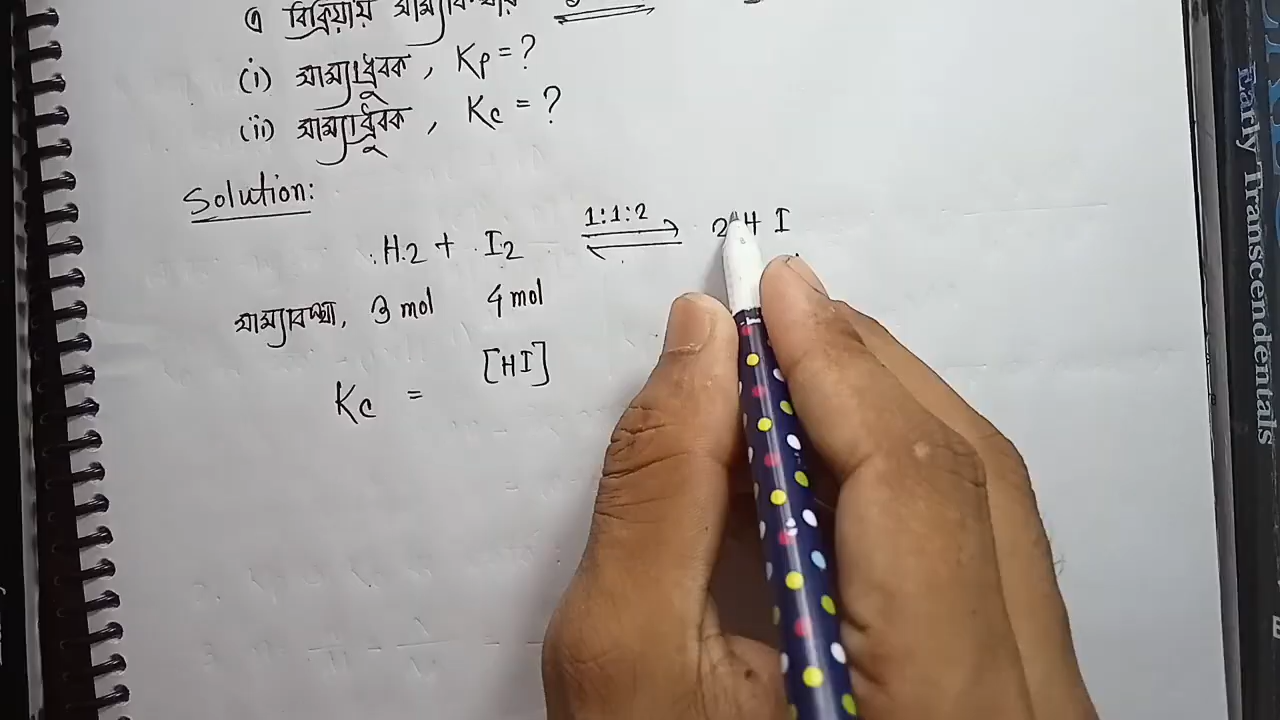 এ বিক্রিয়ায়
(i) সাম্যধ্রুবক, Kp = ?
(ii) সাম্যধ্রুবক, Kc = ?
Solution:
1:1:2
H2 + I2 ⇌ 2HI
সাম্যাবস্থা, 3 mol 4 mol
Kc = [HI]
Early Transcendentals